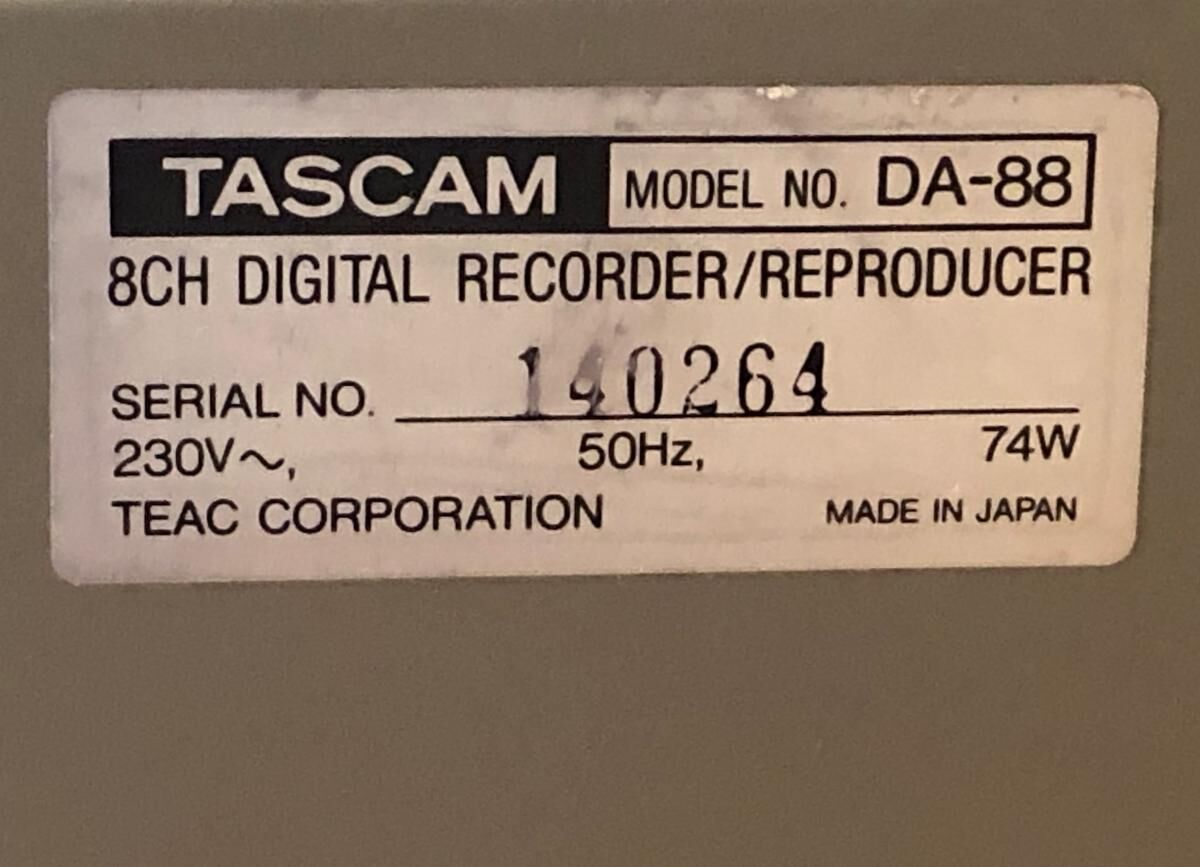 TASCAM MODEL NO. DA-88
8CH DIGITAL RECORDER/REPRODUCER
SERIAL NO. 140264
230V~, 50Hz, 74W
TEAC CORPORATION MADE IN JAPAN